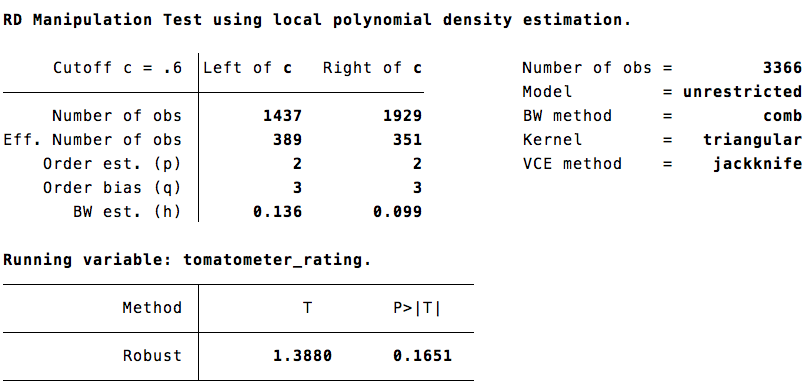 RD Manipulation Test using local polynomial density estimation.
Cutoff c = .6 Left of c Right of c Number of obs = 3366
Model = unrestricted
Number of obs 1437 1929 BW method = comb
Eff. Number of obs 389 351 Kernel = triangular
Order est. (p) 2 2 VCE method = jackknife
Order bias (q) 3 3
BW est. (h) 0.136 0.099
Running variable: tomatometer_rating.
Method T P>|T|
Robust 1.3880 0.1651